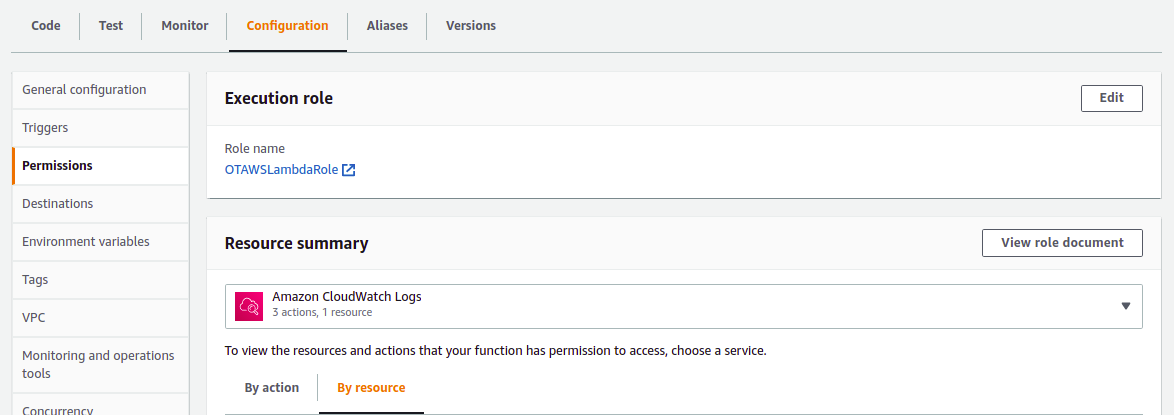 Code
Test
Monitor
Configuration
Aliases
Versions
General configuration
Triggers
Permissions
Destinations
Environment variables
Tags
VPC
Monitoring and operations
tools
Concurrency
Execution role
Edit
Role name
OTAWSLambdaRole
Resource summary
View role document
Amazon CloudWatch Logs
3 actions, 1 resource
To view the resources and actions that your function has permission to access, choose a service.
By action
By resource